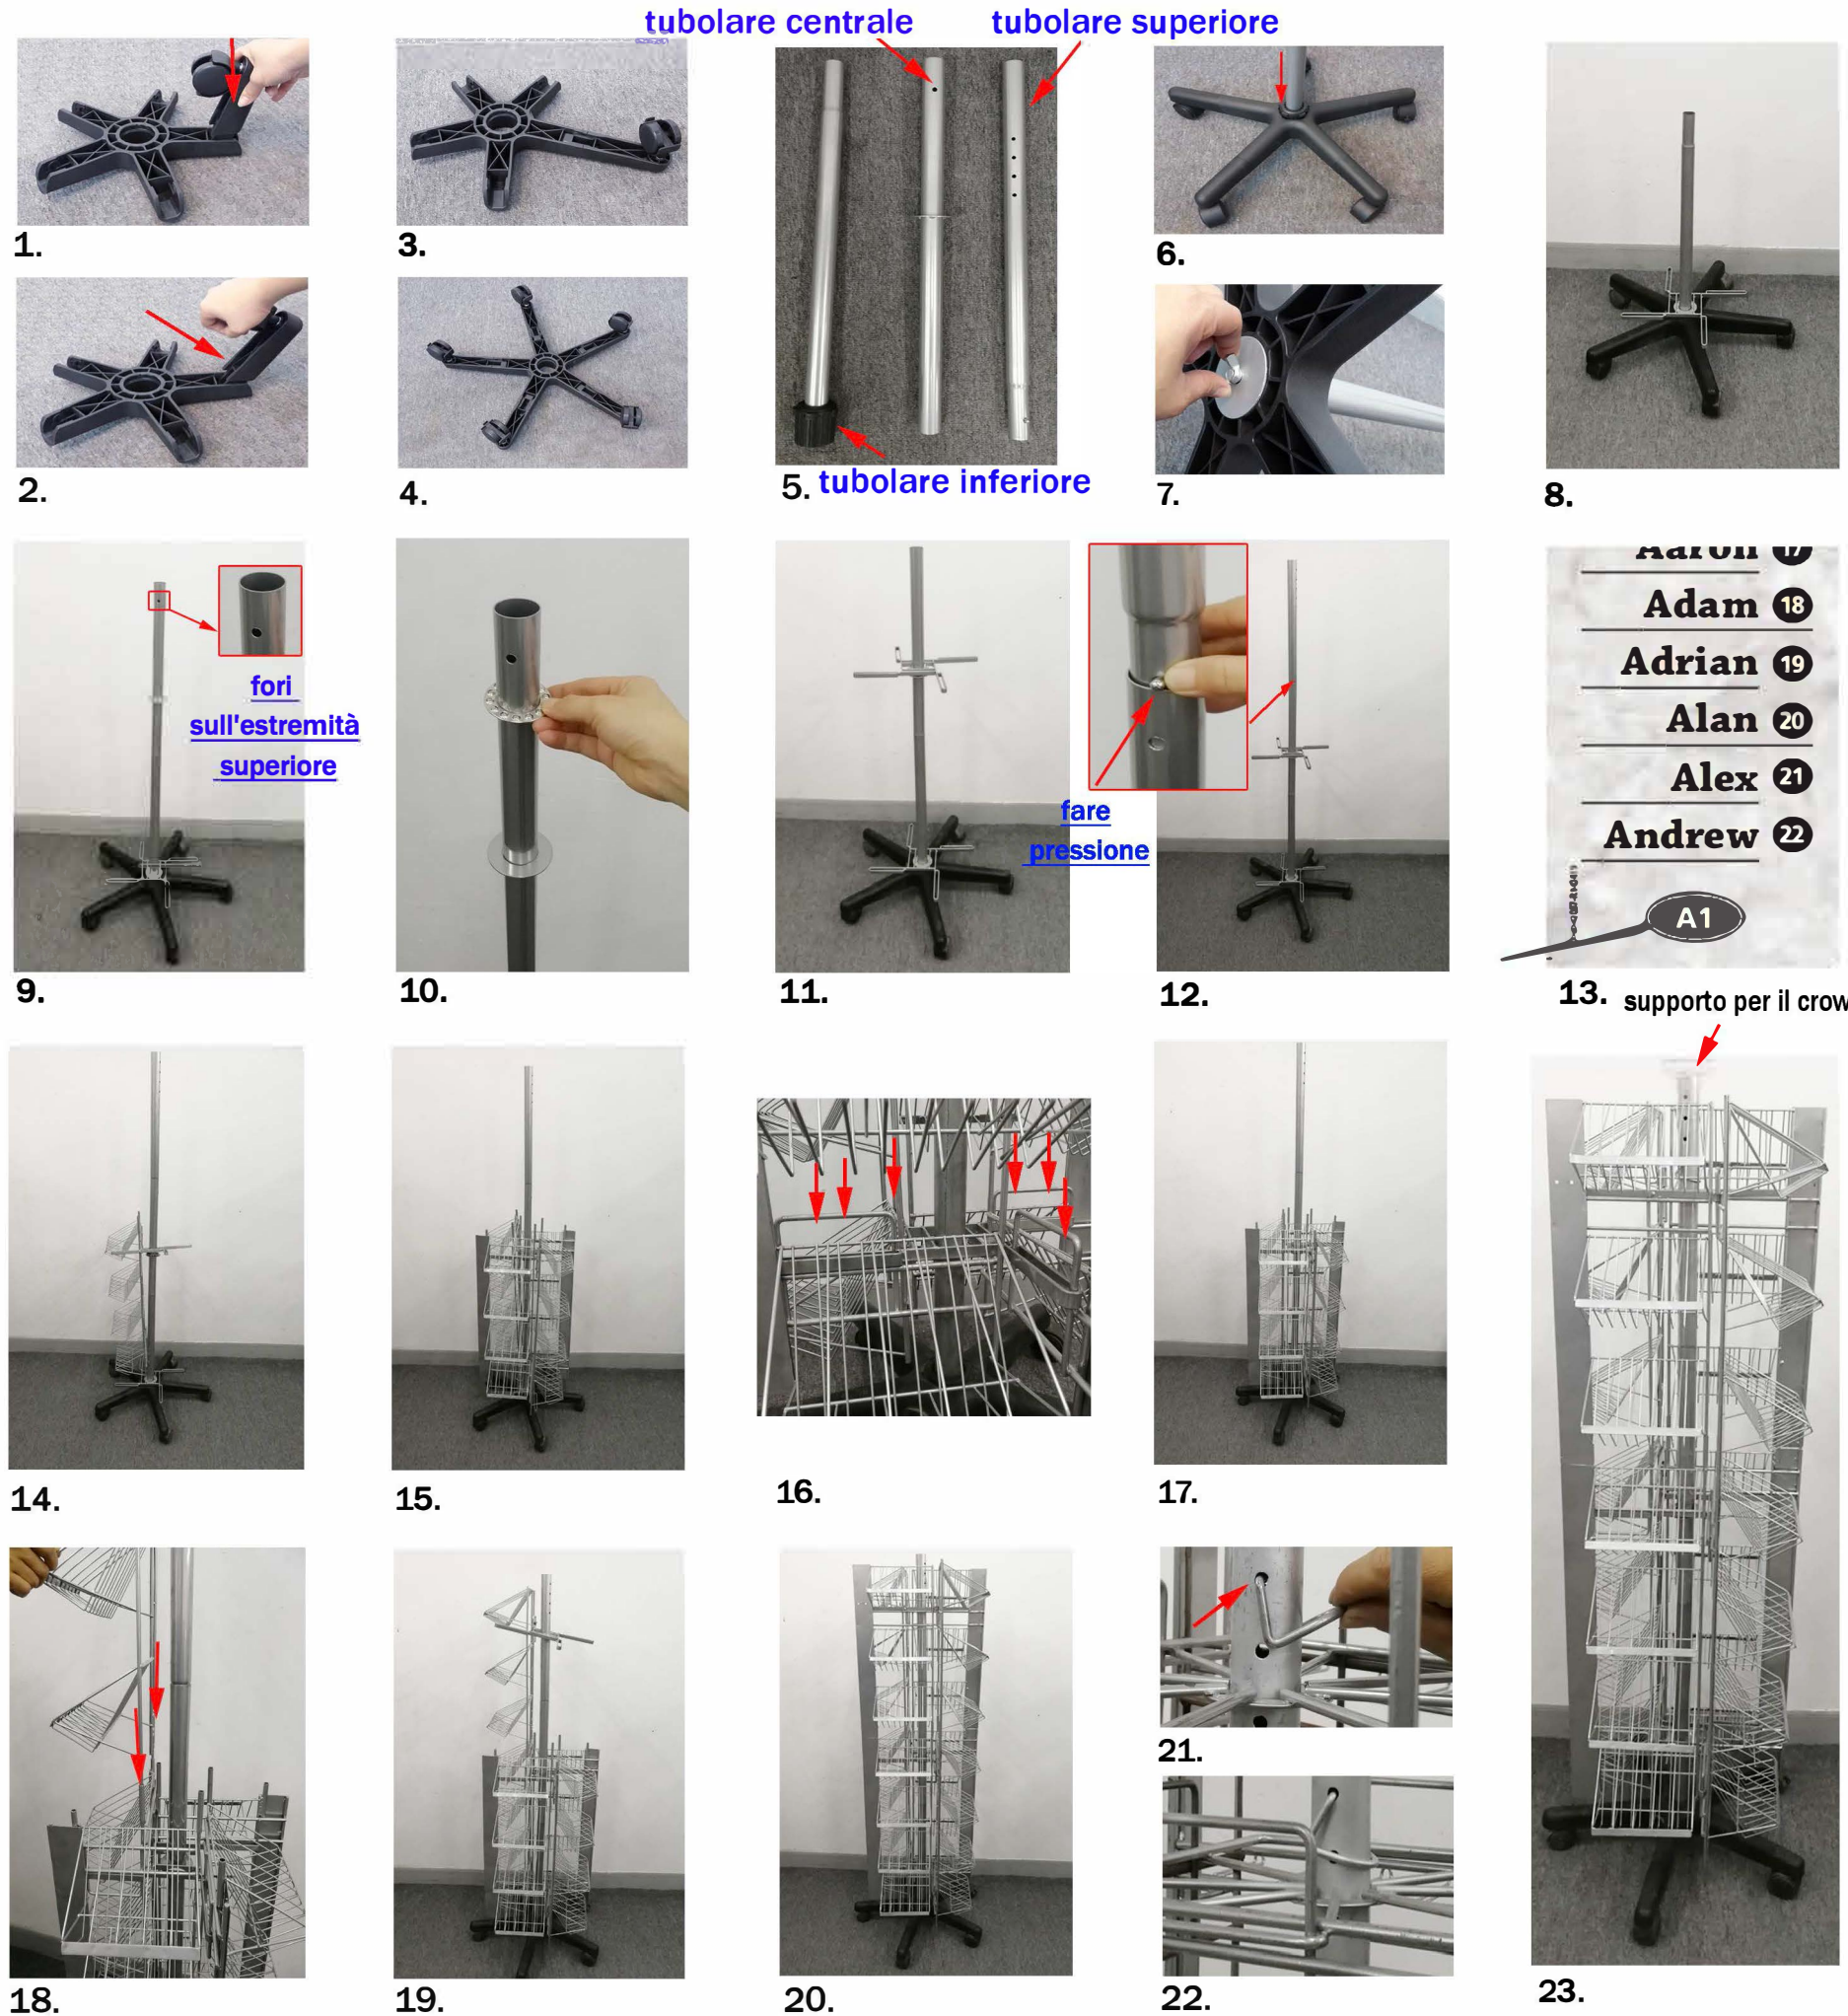 tubolare centrale
tubolare superiore
1.
3.
6.
2.
4.
5. tubolare inferiore
7.
8.
fori
sull'estremità
superiore
fare
pressione
Adam 18
Adrian 19
Alan 20
Alex 21
Andrew 22
A1
9.
10.
11.
12.
13. supporto per il crow
14.
15.
16.
17.
18.
19.
20.
21.
22.
23.